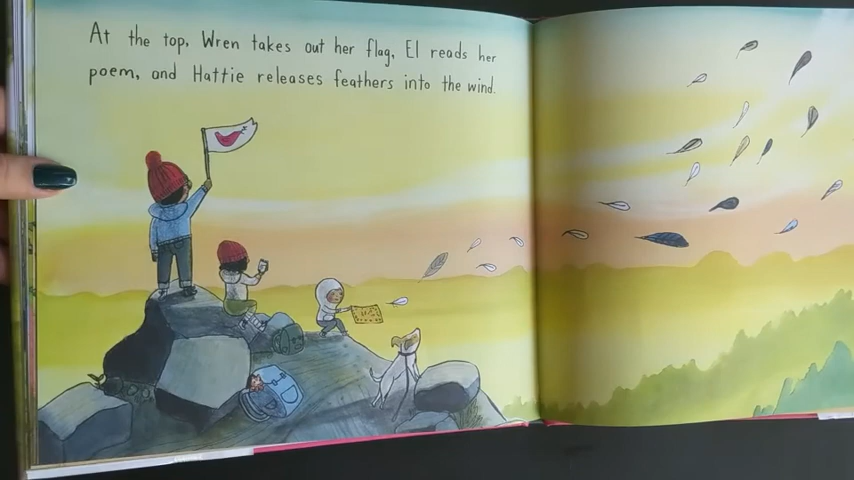 At the top, Wren takes out her flag, El reads her
poem, and Hattie releases feathers into the wind.